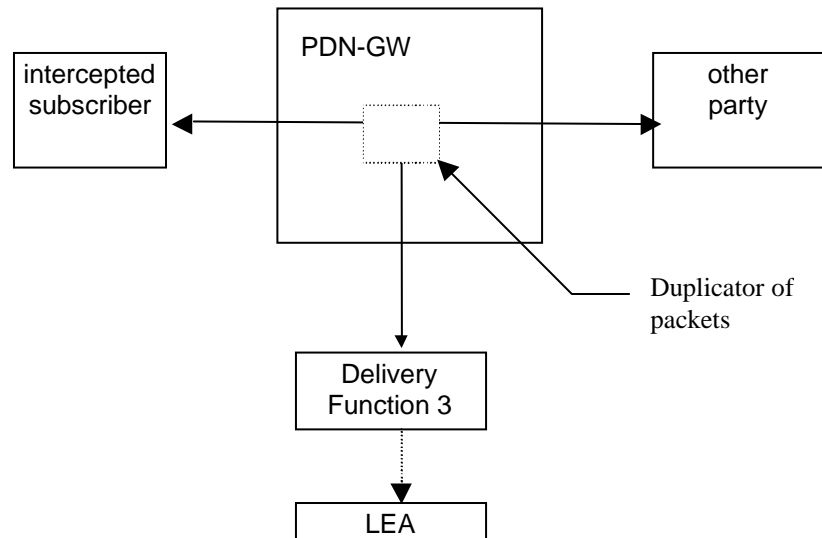 PDN-GW
intercepted
subscriber
other
party
Duplicator of
packets
Delivery
Function 3
LEA